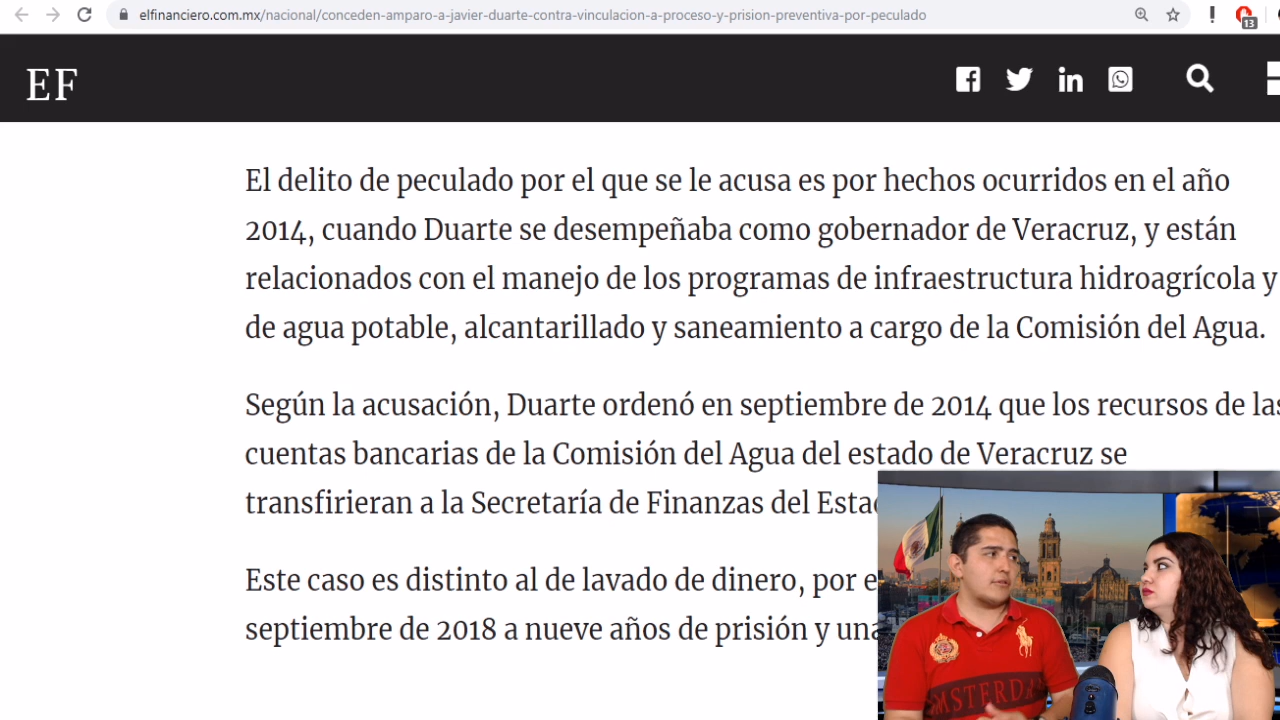 elfinanciero.com.mx/nacional/conceden-amparo-a-javier-duarte-contra-vinculacion-a-proceso-y-prision-preventiva-por-peculado
13
EF
El delito de peculado por el que se le acusa es por hechos ocurridos en el año
2014, cuando Duarte se desempeñaba como gobernador de Veracruz, y están
relacionados con el manejo de los programas de infraestructura hidroagrícola y
de agua potable, alcantarillado y saneamiento a cargo de la Comisión del Agua.
Según la acusación, Duarte ordenó en septiembre de 2014 que los recursos de las
cuentas bancarias de la Comisión del Agua del estado de Veracruz se
transfirieran a la Secretaría de Finanzas del
Este caso es distinto al de lavado de dinero, por
septiembre de 2018 a nueve años de prisión y una